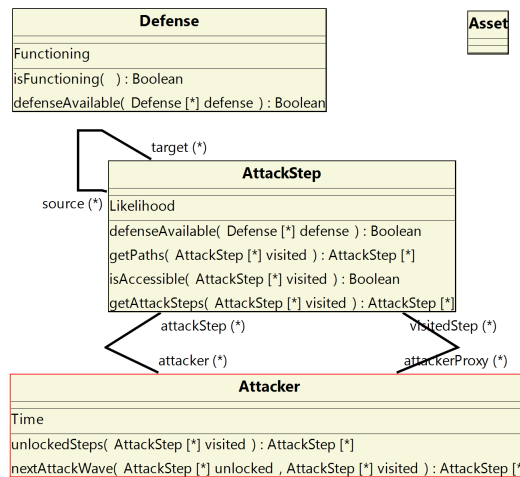 Defense
Asset
Functioning
isFunctioning(  ) : Boolean
defenseAvailable( Defense [*] defense ) : Boolean
target (*)
source (*)
AttackStep
Likelihood
defenseAvailable( Defense [*] defense ) : Boolean
getPaths( AttackStep [*] visited ) : AttackStep [*]
isAccessible( AttackStep [*] visited ) : Boolean
getAttackSteps( AttackStep [*] visited ) : AttackStep [*]
attackStep (*)
visitedStep (*)
attacker (*)
attackerProxy (*)
Attacker
Time
unlockedSteps( AttackStep [*] visited ) : AttackStep [*]
nextAttackWave( AttackStep [*] unlocked , AttackStep [*] visited ) : AttackStep [*